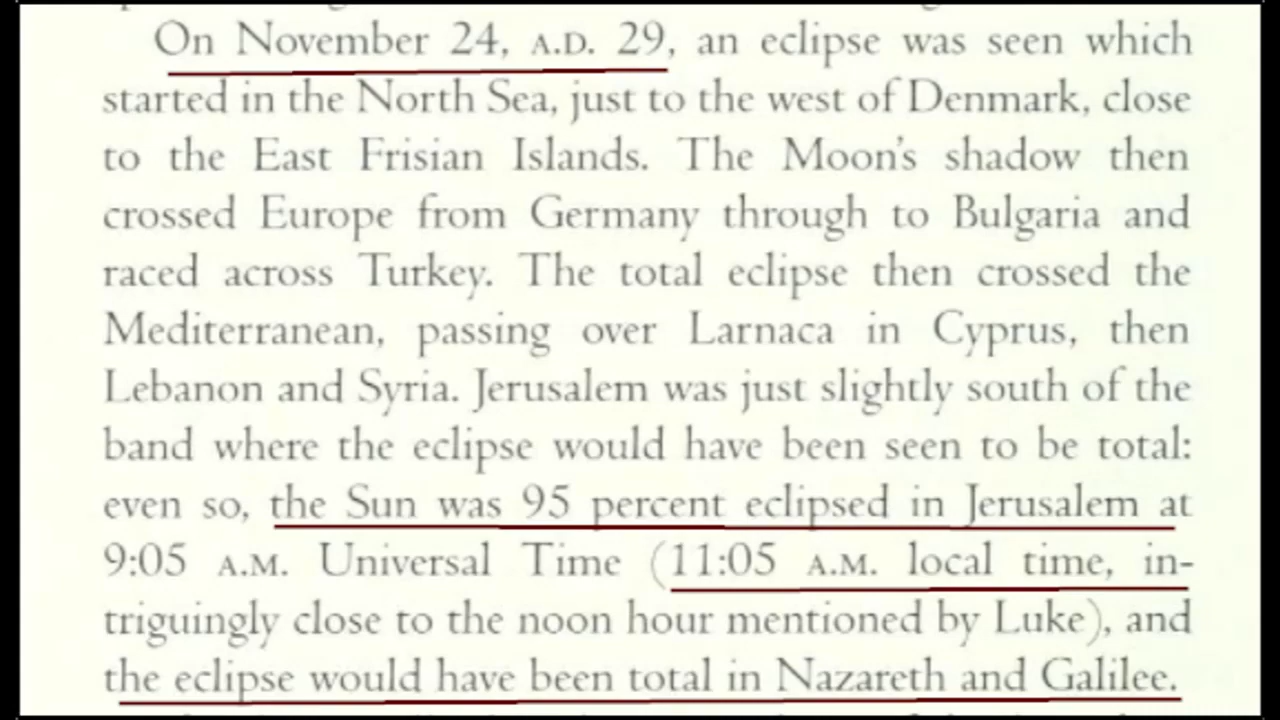 On November 24, A.D. 29, an eclipse was seen which
started in the North Sea, just to the west of Denmark, close
to the East Frisian Islands. The Moon's shadow then
crossed Europe from Germany through to Bulgaria and
raced across Turkey. The total eclipse then crossed the
Mediterranean, passing over Larnaca in Cyprus, then
Lebanon and Syria. Jerusalem was just slightly south of the
band where the eclipse would have been seen to be total:
even so, the Sun was 95 percent eclipsed in Jerusalem at
9:05 A.M. Universal Time (11:05 A.M. local time, in-
triguingly close to the noon hour mentioned by Luke), and
the eclipse would have been total in Nazareth and Galilee.